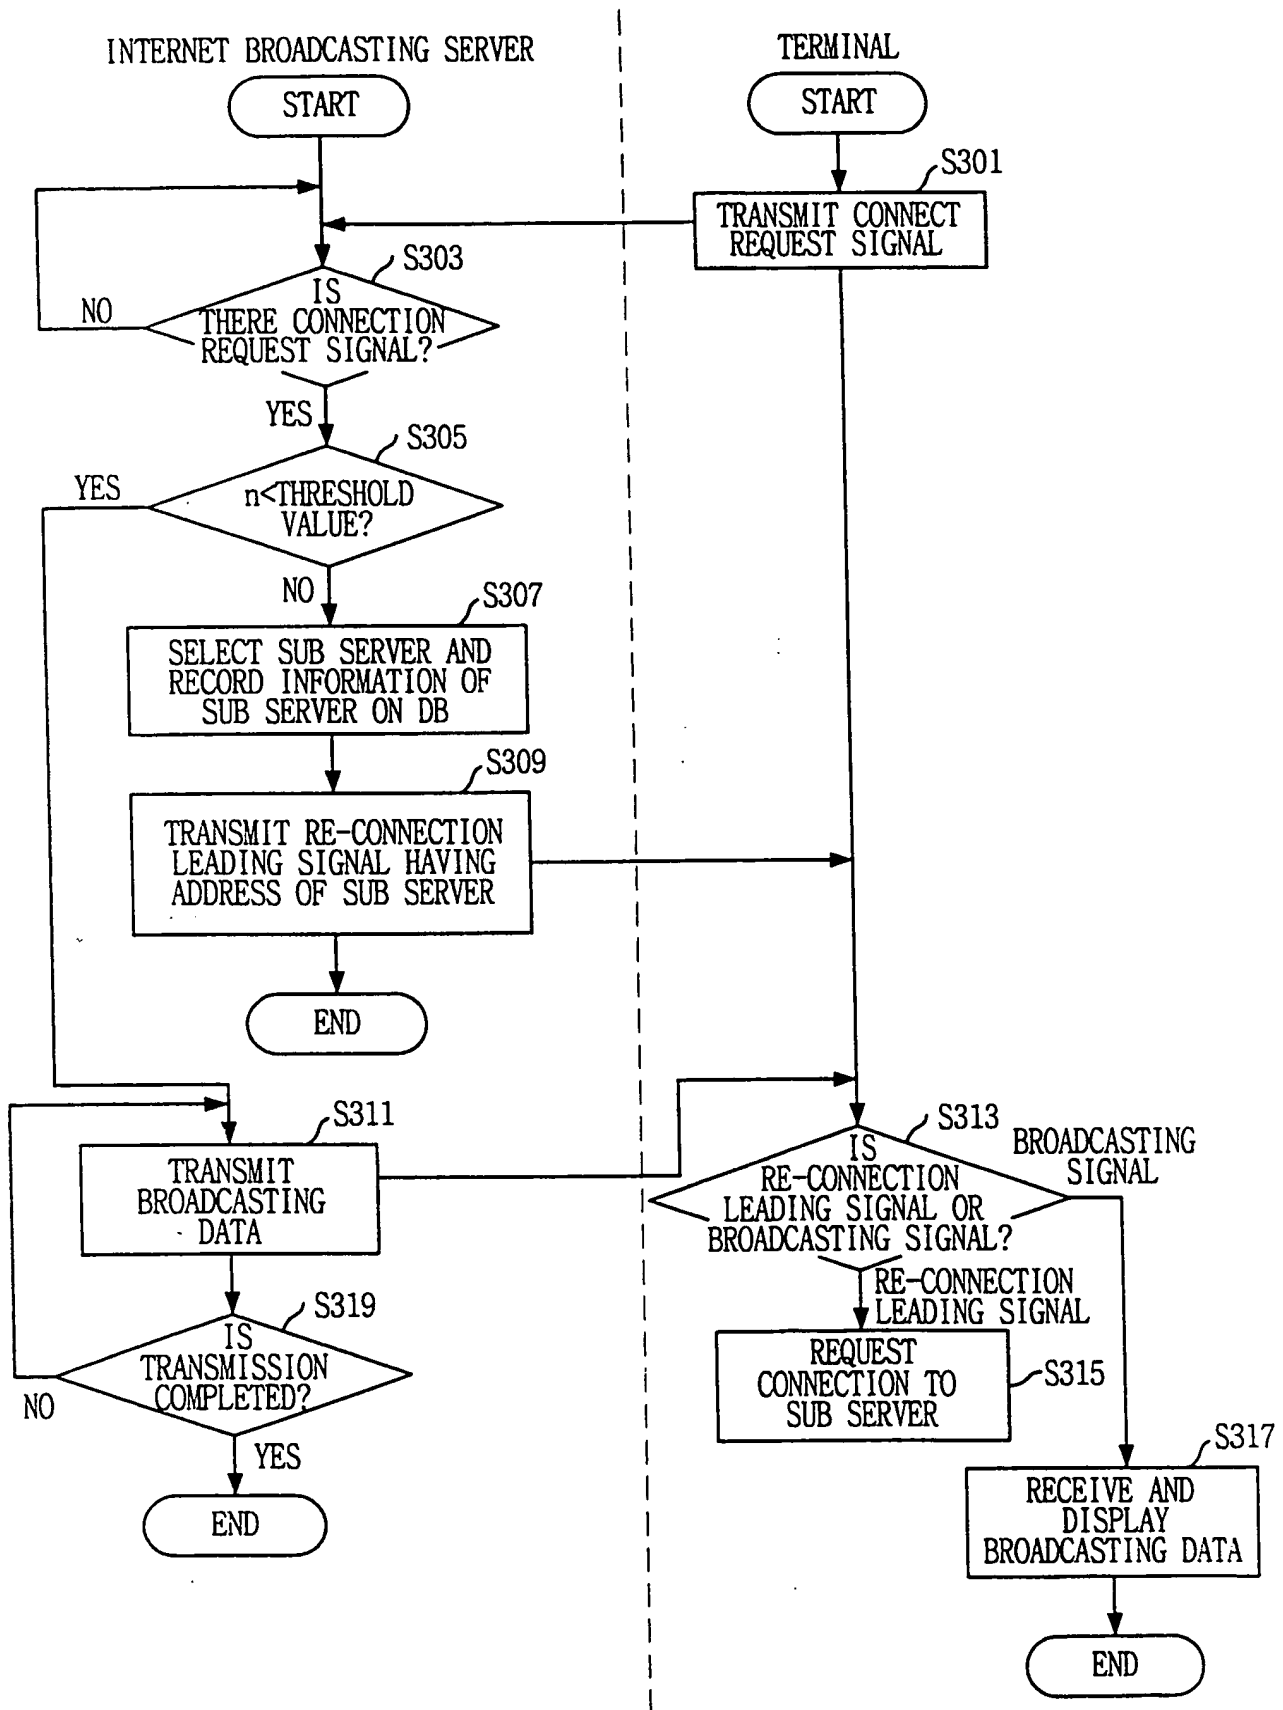 INTERNET BROADCASTING SERVER
TERMINAL
START
START
S301
TRANSMIT CONNECT
REQUEST SIGNAL
S303
IS
THERE CONNECTION
REQUEST SIGNAL?
NO
YES
S305
n<THRESHOLD
VALUE?
YES
NO
S307
SELECT SUB SERVER AND
RECORD INFORMATION OF
SUB SERVER ON DB
S309
TRANSMIT RE-CONNECTION
LEADING SIGNAL HAVING
ADDRESS OF SUB SERVER
END
S311
TRANSMIT
BROADCASTING
DATA
S313
IS
RE-CONNECTION
LEADING SIGNAL OR
BROADCASTING SIGNAL?
BROADCASTING
SIGNAL
RE-CONNECTION
LEADING SIGNAL
S319
IS
TRANSMISSION
COMPLETED?
NO
YES
END
REQUEST
CONNECTION TO
SUB SERVER
S315
S317
RECEIVE AND
DISPLAY
BROADCASTING DATA
END